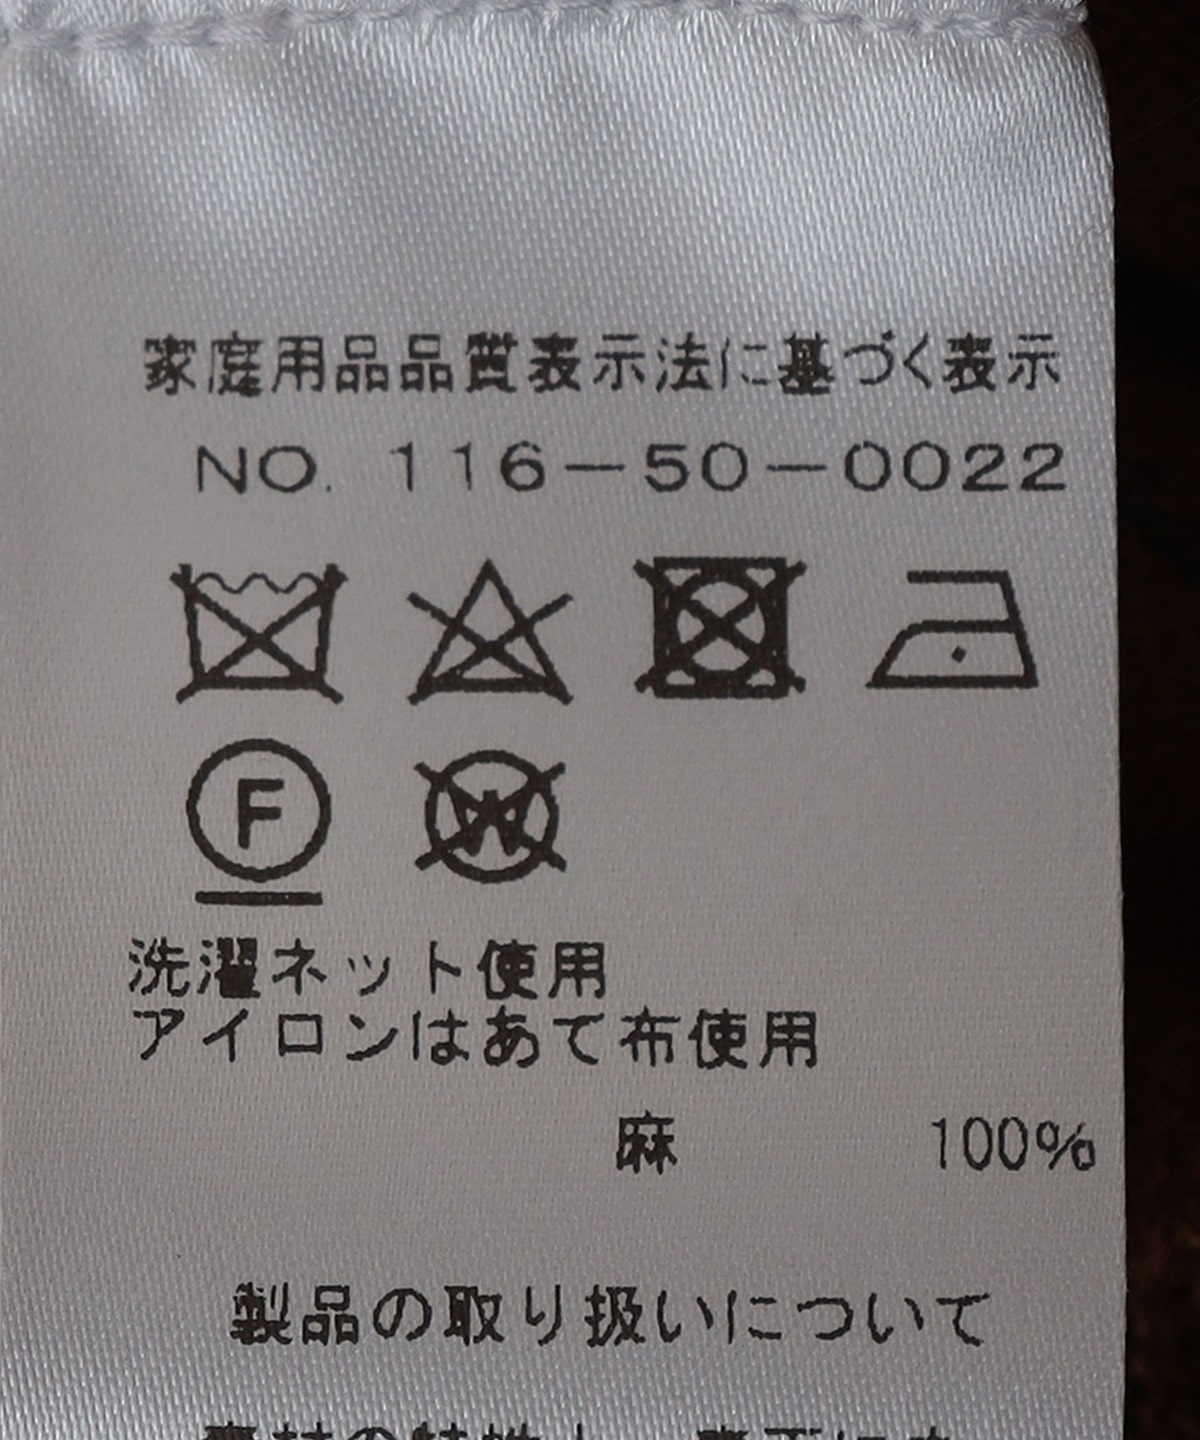 家庭用品品質表示法に基づく表示
NO. 116-50-0022
F
W
洗濯ネット使用
アイロンはあて布使用
麻 100%
製品の取り扱いについて